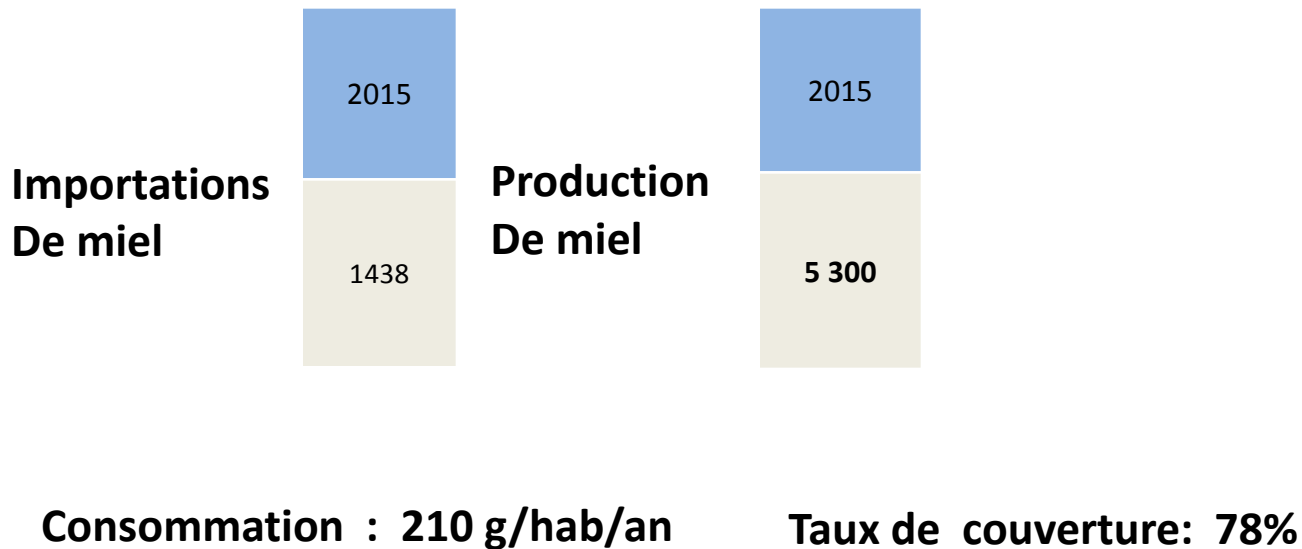 Importations
De miel
2015
1438
Production
De miel
2015
5 300
Consommation : 210 g/hab/an
Taux de couverture: 78%